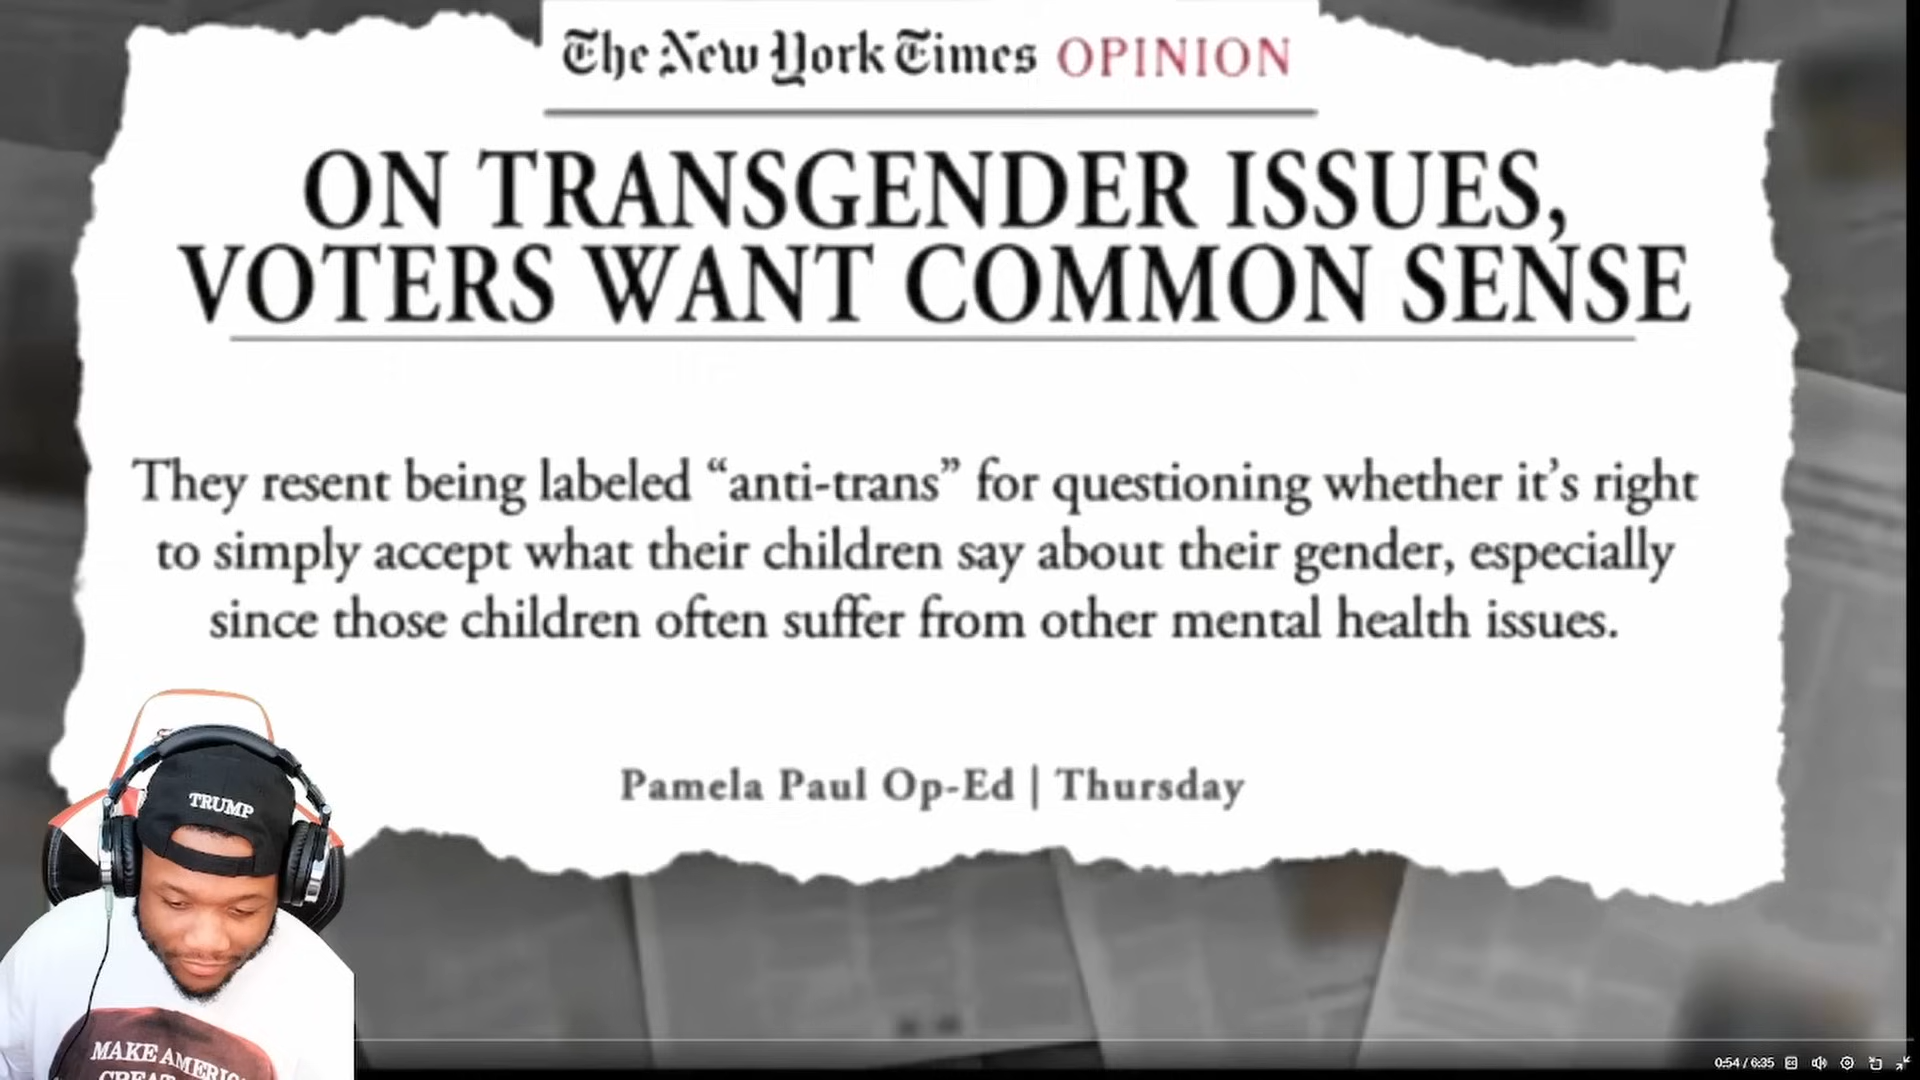 The New York Times OPINION
ON TRANSGENDER ISSUES,
VOTERS WANT COMMON SENSE
They resent being labeled “anti-trans” for questioning whether it’s right
to simply accept what their children say about their gender, especially
since those children often suffer from other mental health issues.
Pamela Paul Op-Ed | Thursday
TRUMP
MAKE AMERIC
GREAT
0:54 / 6:35